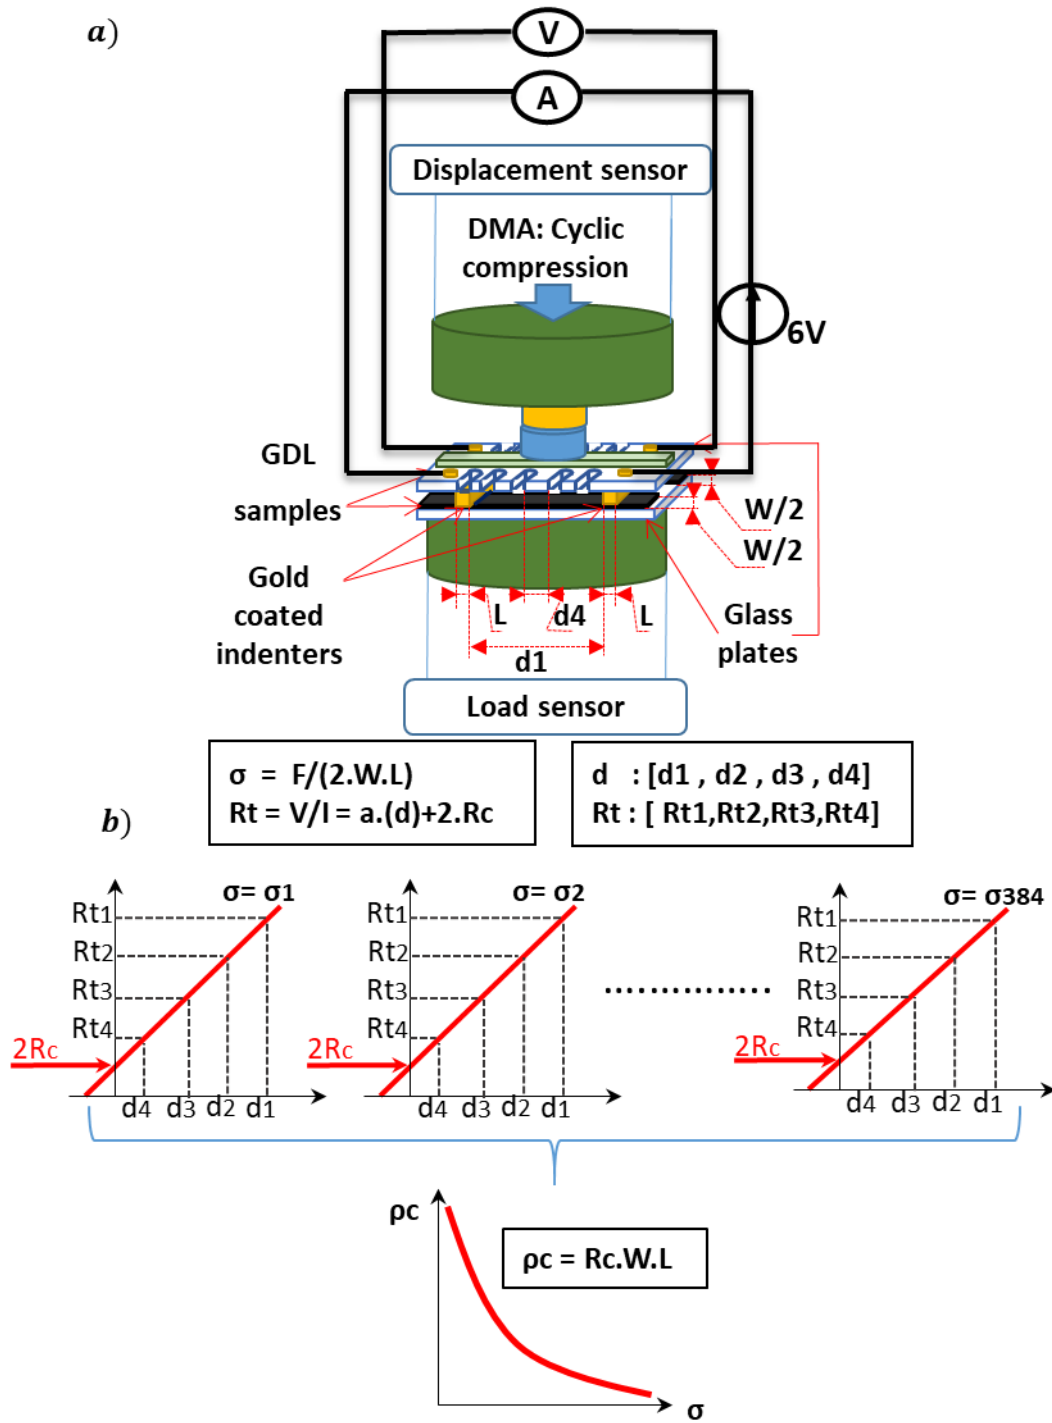 a)
V
A
Displacement sensor
DMA: Cyclic
compression
6V
GDL
samples
W/2
W/2
Gold
coated
indenters
L
d4
L
Glass
plates
d1
Load sensor
σ = F/(2.W.L)
Rt = V/I = a.(d)+2.Rc
d : [d1 , d2 , d3 , d4]
Rt : [ Rt1,Rt2,Rt3,Rt4]
b)
σ= σ1
Rt1
Rt2
Rt3
Rt4
2Rc
d4 d3 d2 d1
σ= σ2
Rt1
Rt2
Rt3
Rt4
2Rc
d4 d3 d2 d1
................
σ= σ384
Rt1
Rt2
Rt3
Rt4
2Rc
d4 d3 d2 d1
ρc
ρc = Rc.W.L
σ